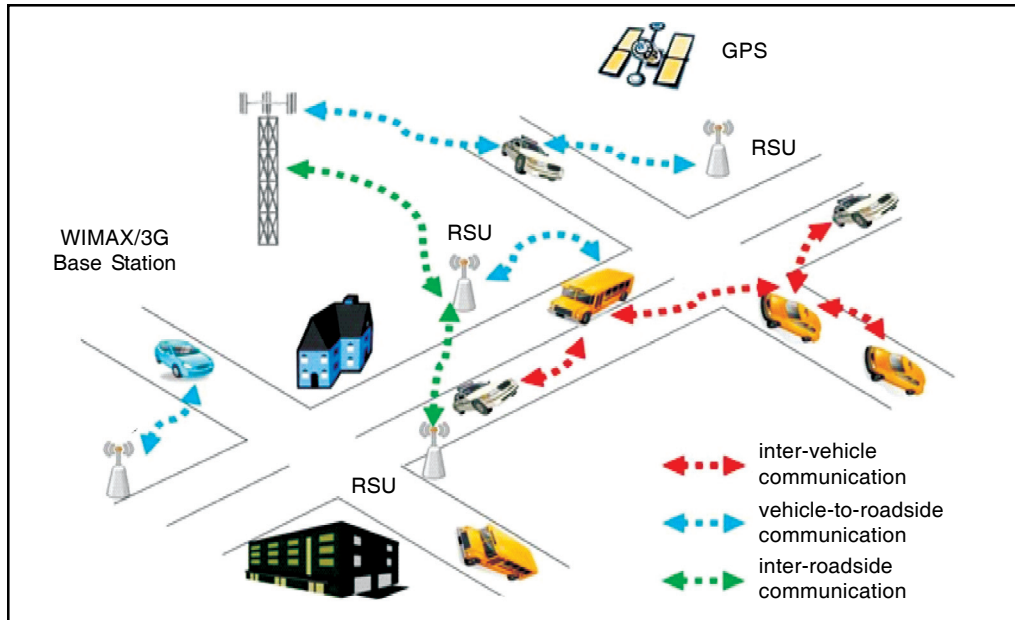 GPS
RSU
WIMAX/3G
Base Station
RSU
RSU
inter-vehicle
communication
vehicle-to-roadside
communication
inter-roadside
communication